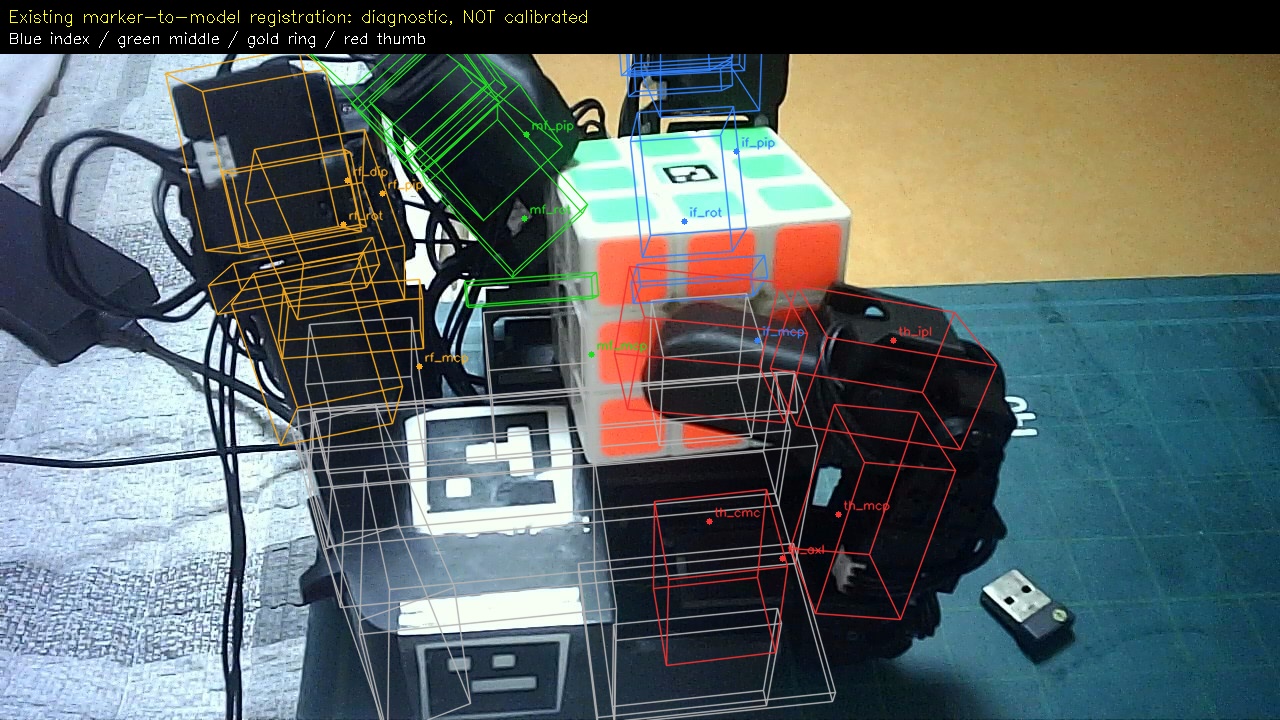 Existing marker-to-model registration: diagnostic, NOT calibrated
Blue index / green middle / gold ring / red thumb
mf_pip
if_pip
rf_dip
rf_pip
mf_rot
if_rot
rf_rot
th_ipl
if_mcp
mf_mcp
rf_mcp
th_mcp
th_cmc
th_axl